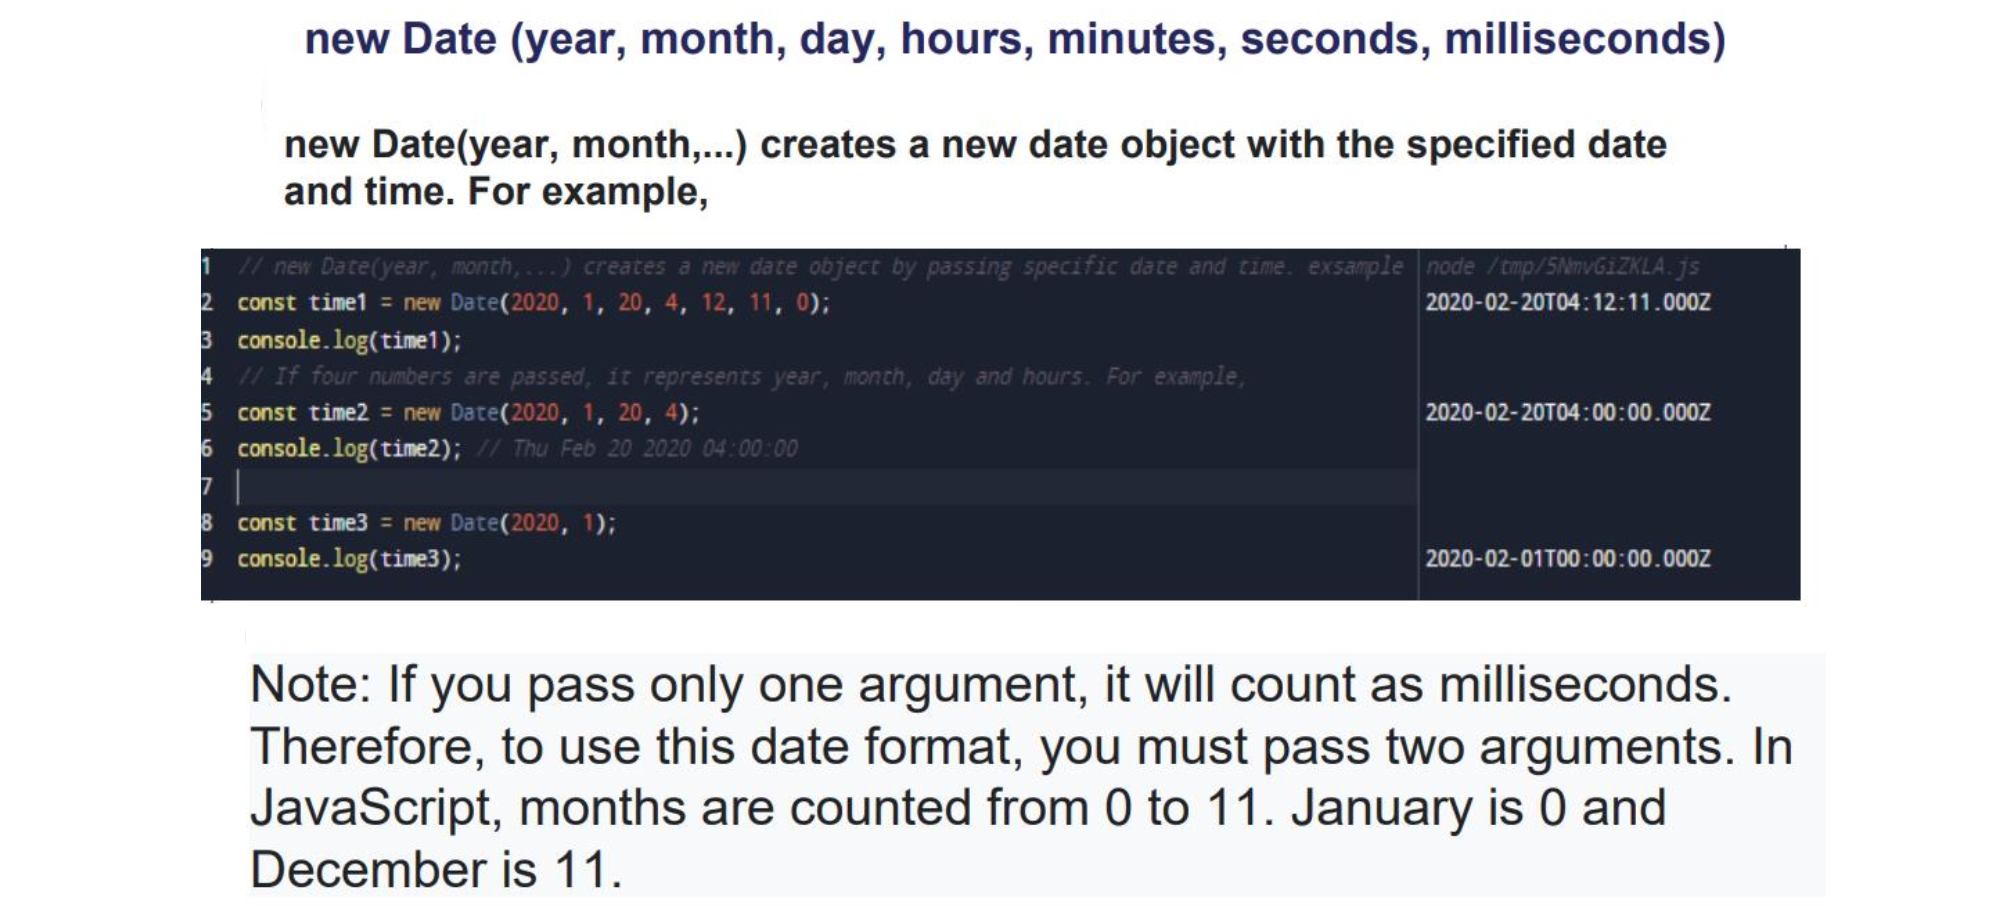 new Date (year, month, day, hours, minutes, seconds, milliseconds)
new Date(year, month,...) creates a new date object with the specified date
and time. For example,
1 // new Date(year, month,...) creates a new date object by passing specific date and time. exsample
node /tmp/5NmvGiZKLA.js
2 const time1 = new Date(2020, 1, 20, 4, 12, 11, 0);
2020-02-20T04:12:11.000Z
3 console.log(time1);
4 // If four numbers are passed, it represents year, month, day and hours. For example,
5 const time2 = new Date(2020, 1, 20, 4);
2020-02-20T04:00:00.000Z
6 console.log(time2); // Thu Feb 20 2020 04:00:00
7
8 const time3 = new Date(2020, 1);
9 console.log(time3);
2020-02-01T00:00:00.000Z
Note: If you pass only one argument, it will count as milliseconds.
Therefore, to use this date format, you must pass two arguments. In
JavaScript, months are counted from 0 to 11. January is 0 and
December is 11.